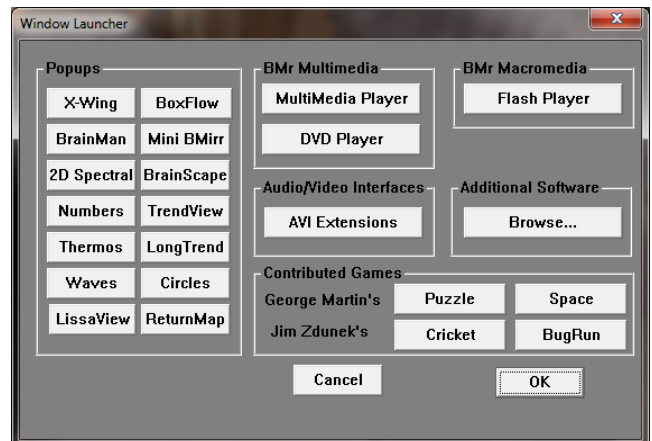 Window Launcher
Popups
X-Wing BoxFlow
BrainMan Mini BMirr
2D Spectral BrainScape
Numbers TrendView
Thermos LongTrend
Waves Circles
LissaView ReturnMap
BMr Multimedia
MultiMedia Player
DVD Player
BMr Macromedia
Flash Player
Audio/Video Interfaces
AVI Extensions
Additional Software
Browse...
Contributed Games
George Martin's Puzzle Space
Jim Zdunek's Cricket BugRun
Cancel OK